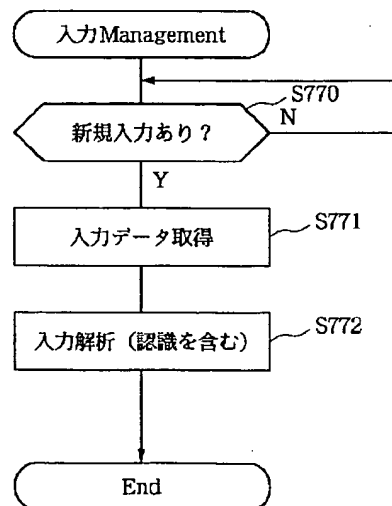 入力Management
S770
新規入力あり？
N
Y
S771
入力データ取得
S772
入力解析（認識を含む）
End